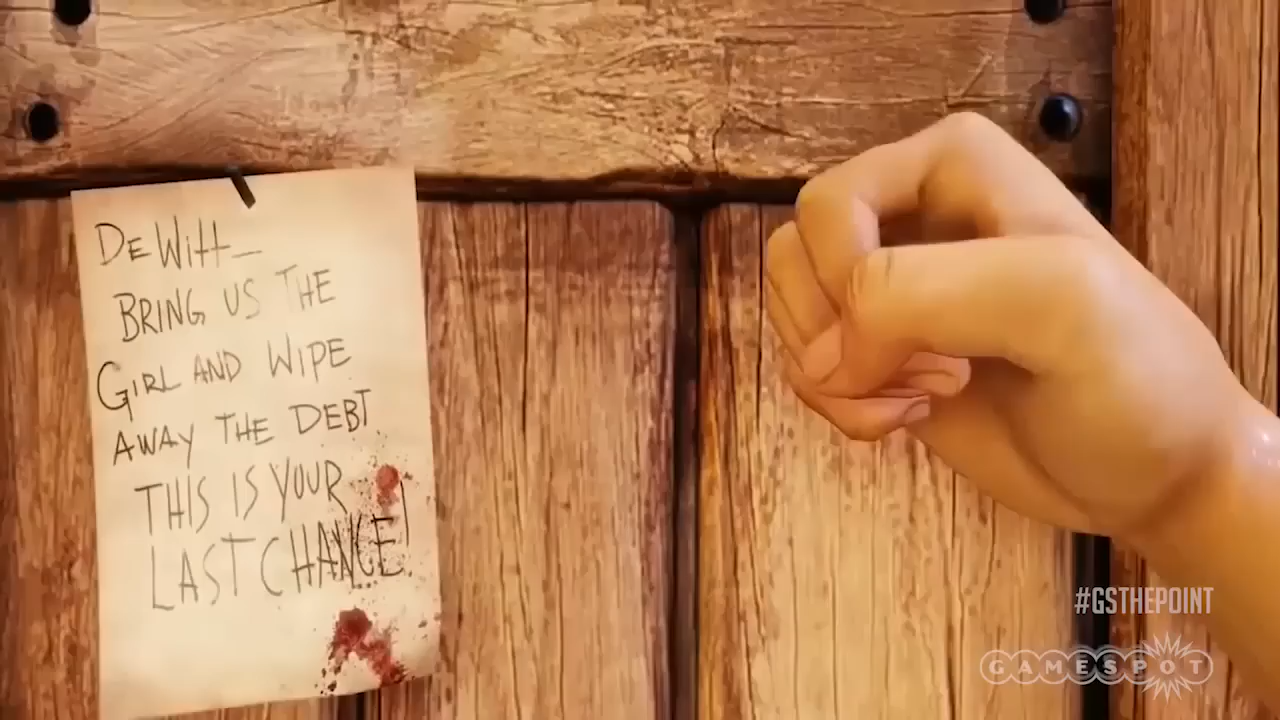 DeWitt—
BRING US THE
GIRL AND WIPE
AWAY THE DEBT.
THIS IS YOUR
LAST CHANCE!
#GSTHEPOINT
GAMESPOT